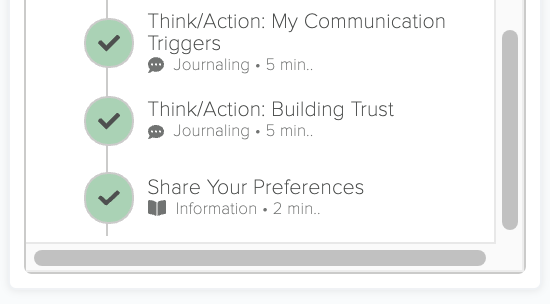 Think/Action: My Communication
Triggers
Journaling • 5 min..
Think/Action: Building Trust
Journaling • 5 min..
Share Your Preferences
Information • 2 min..